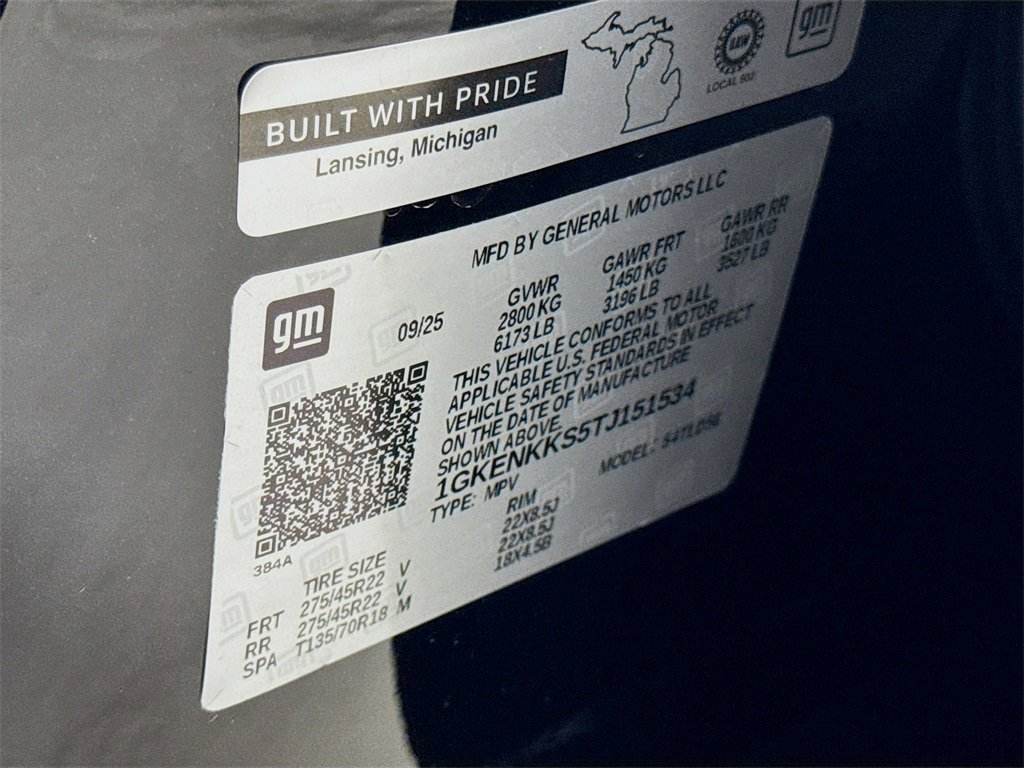 BUILT WITH PRIDE
Lansing, Michigan
UAW
LOCAL 602
gm
MFD BY GENERAL MOTORS LLC
gm
09/25
GVWR
2800 KG
6173 LB
GAWR FRT
1450 KG
3196 LB
GAWR RR
1600 KG
3527 LB
THIS VEHICLE CONFORMS TO ALL
APPLICABLE U.S. FEDERAL MOTOR
VEHICLE SAFETY STANDARDS IN EFFECT
ON THE DATE OF MANUFACTURE
SHOWN ABOVE.
1GKENKKS5TJ151534
TYPE: MPV
MODEL:
384A
TIRE SIZE RIM
FRT 275/45R22 V 22X8.5J
RR 275/45R22 V 22X8.5J
SPA T135/70R18 M 18X4.5B